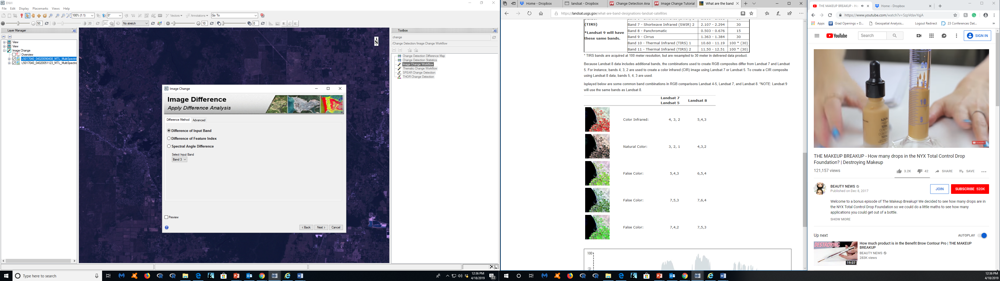 ENVI
File Edit Display Placemarks Views Help
100% (1:1) 0° Vectors Annotations Go To
50 20 No stretch 10 0
Layer Manager
View
View
Image Change
Overview
L5017040_04020090408_MTL_MultiSpectra
L5017040_04020051123_MTL_MultiSpectra
N
Image Change
Image Difference
Apply Difference Analysis
Difference Method Advanced
Difference of Input Band
Difference of Feature Index
Spectral Angle Difference
Select Input Band
Band 3
Preview
< Back Next > Cancel
Toolbox
change
/Change Detection/Image Change Workflow
Change Detection Difference Map
Change Detection Statistics
Image Change Workflow
Thematic Change Workflow
SPEAR Change Detection
THOR Change Detection
Type here to search
12:36 PM
4/18/2019
22
Home - Dropbox landsat - Dropbox Change Detection Ana Image Change Tutorial What are the band
https://landsat.usgs.gov/what-are-band-designations-landsat-satellites
(TIRS)
*Landsat 9 will have
these same bands.
Band 7 - Shortwave Infrared (SWIR) 2 2.107 - 2.294 30
Band 8 - Panchromatic 0.503 - 0.676 15
Band 9 - Cirrus 1.363 - 1.384 30
Band 10 - Thermal Infrared (TIRS) 1 10.60 - 11.19 100 * (30)
Band 11 - Thermal Infrared (TIRS) 2 11.50 - 12.51 100 * (30)
* TIRS bands are acquired at 100 meter resolution, but are resampled to 30 meter in delivered data product.
Because Landsat 8 data includes additional bands, the combinations used to create RGB composites differ from Landsat 7 and Landsat
5. For instance, bands 4, 3, 2 are used to create a color infrared (CIR) image using Landsat 7 or Landsat 5. To create a CIR composite
using Landsat 8 data, bands 5, 4, 3 are used.
isplayed below are some common band combinations in RGB comparisons Landsat 4-5, Landsat 7, and Landsat 8. *NOTE: Landsat 9
will use the same bands as Landsat 8.
Landsat 7
Landsat 5
Landsat 8
Color Infrared: 4, 3, 2 5,4,3
Natural Color: 3, 2, 1 4,3,2
False Color: 5,4,3 6,5,4
False Color: 7,5,3 7,6,4
False Color: 7,4,2 7,5,3
100
12:36 PM
4/18/2019
THE MAKEUP BREAKUP - Ho Home - Dropbox
https://www.youtube.com/watch?v=SzpVdavYqjA
Apps Grad Openings » D... Geospatial Analysis... Logout Redirect 23 Conferences Dat...
YouTube Search SIGN IN
15
10
5
NYX
TOTAL
CONTROL
DROP
THE MAKEUP BREAKUP - How many drops in the NYX Total Control Drop
Foundation? | Destroying Makeup
121,157 views 3.2K 42 SHARE SAVE
BEAUTY NEWS
Published on Dec 8, 2017
JOIN SUBSCRIBE 520K
Welcome to a bonus episode of The Makeup Breakup! We decided to see how many drops are in
the NYX Total Control Drop Foundation so we could do a little maths to see how many
applications you could get out of a bottle.
SHOW MORE
Up next AUTOPLAY
DESTROYING
19:07
How much product is in the Benefit Brow Contour Pro | THE MAKEUP
BREAKUP
BEAUTY NEWS
283K views